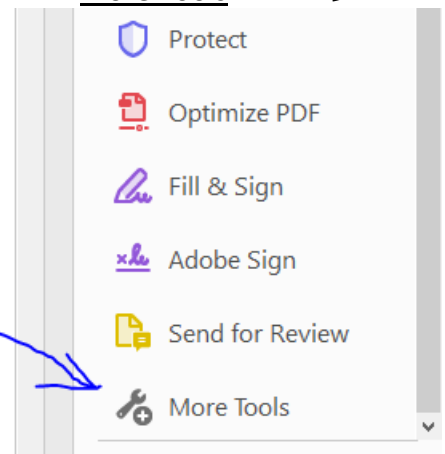 Protect
Optimize PDF
Fill & Sign
Adobe Sign
Send for Review
More Tools